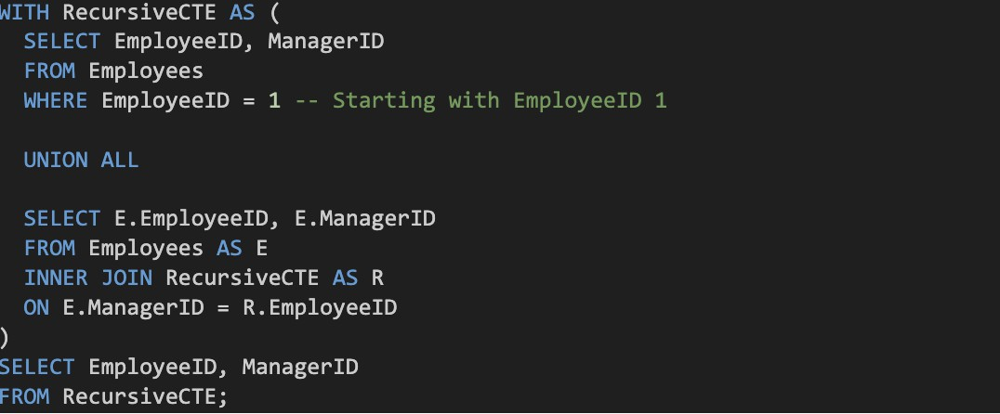 WITH RecursiveCTE AS (
SELECT EmployeeID, ManagerID
FROM Employees
WHERE EmployeeID = 1 -- Starting with EmployeeID 1
UNION ALL
SELECT E.EmployeeID, E.ManagerID
FROM Employees AS E
INNER JOIN RecursiveCTE AS R
ON E.ManagerID = R.EmployeeID
)
SELECT EmployeeID, ManagerID
FROM RecursiveCTE;